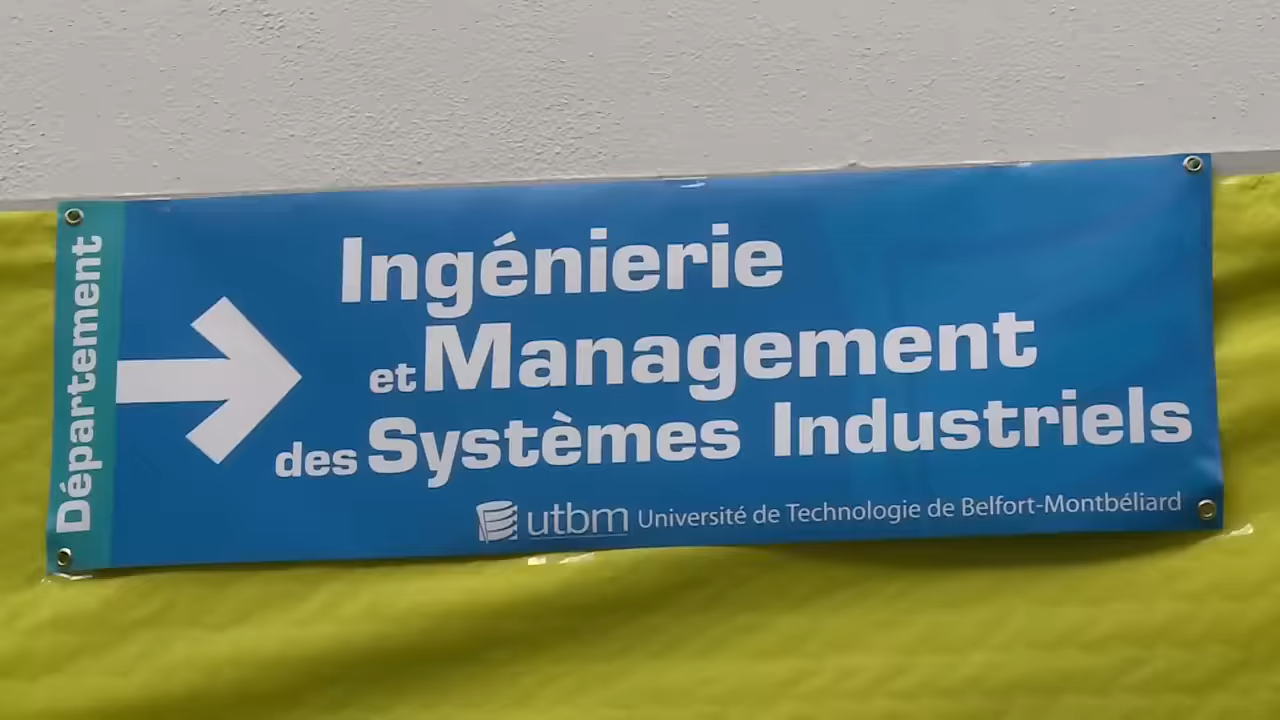 Département
Ingénierie
et Management
des Systèmes Industriels
utbm Université de Technologie de Belfort-Montbéliard